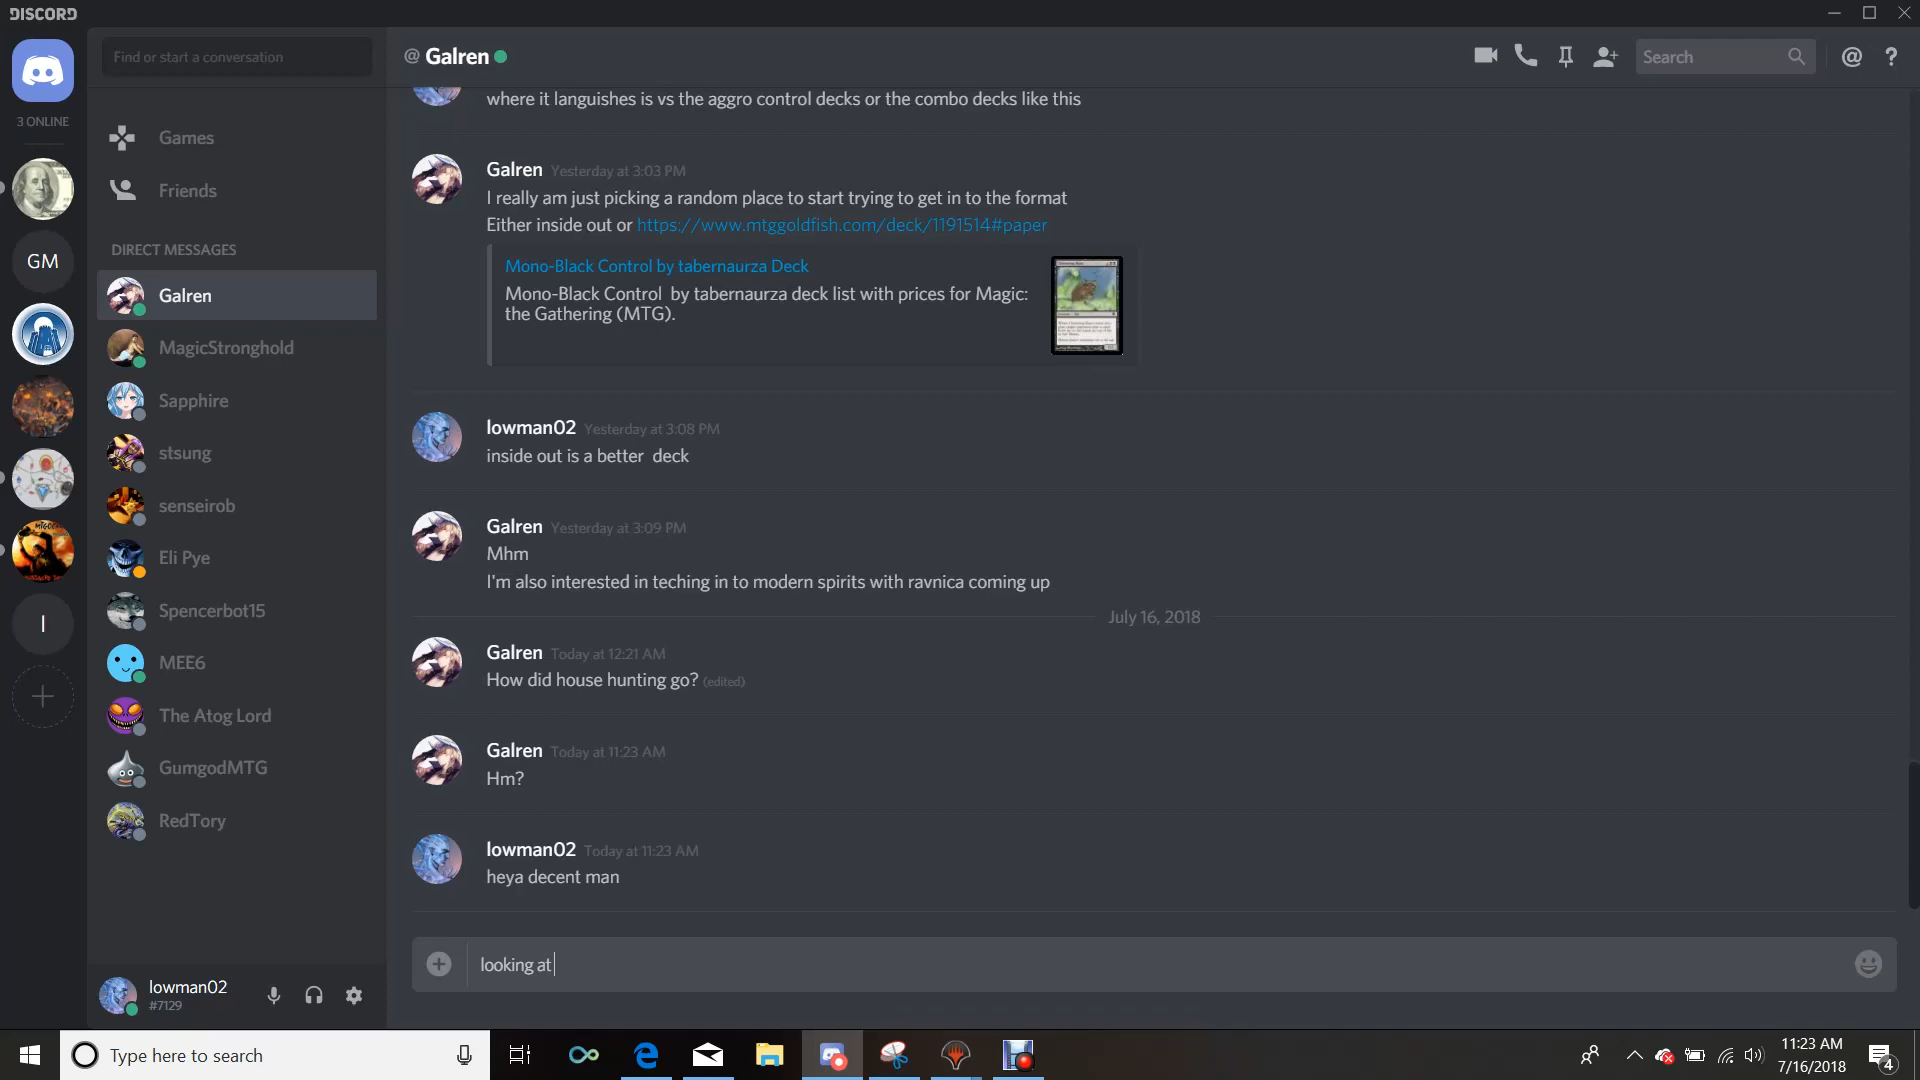 DISCORD
Find or start a conversation
@ Galren
Search
@ ?
3 ONLINE
Games
Friends
DIRECT MESSAGES
GM
Galren
MagicStronghold
Sapphire
stsung
senseirob
Eli Pye
I
Spencerbot15
MEE6
The Atog Lord
GumgodMTG
RedTory
lowman02
#7129
where it languishes is vs the aggro control decks or the combo decks like this
Galren Yesterday at 3:03 PM
I really am just picking a random place to start trying to get in to the format
Either inside out or https://www.mtggoldfish.com/deck/1191514#paper
Mono-Black Control by tabernaurza Deck
Mono-Black Control by tabernaurza deck list with prices for Magic:
the Gathering (MTG).
lowman02 Yesterday at 3:08 PM
inside out is a better deck
Galren Yesterday at 3:09 PM
Mhm
I'm also interested in teching in to modern spirits with ravnica coming up
July 16, 2018
Galren Today at 12:21 AM
How did house hunting go? (edited)
Galren Today at 11:23 AM
Hm?
lowman02 Today at 11:23 AM
heya decent man
looking at
Type here to search
11:23 AM
7/16/2018
4